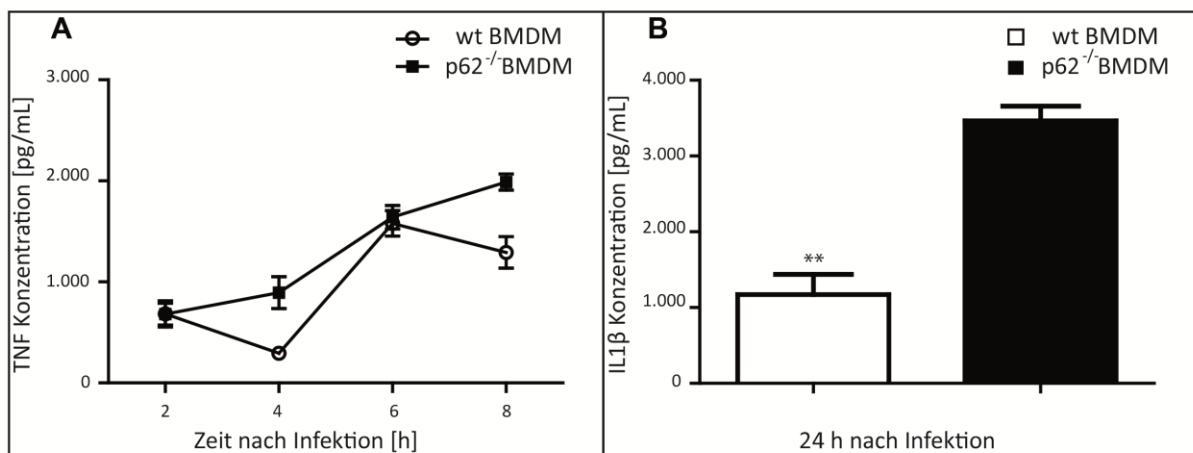 A
wt BMDM
p62-/-BMDM
TNF Konzentration [pg/mL]
3.000
2.000
1.000
0
2 4 6 8
Zeit nach Infektion [h]
B
wt BMDM
p62-/-BMDM
IL1β Konzentration [pg/mL]
4.000
3.000
2.000
1.000
0
**
24 h nach Infektion